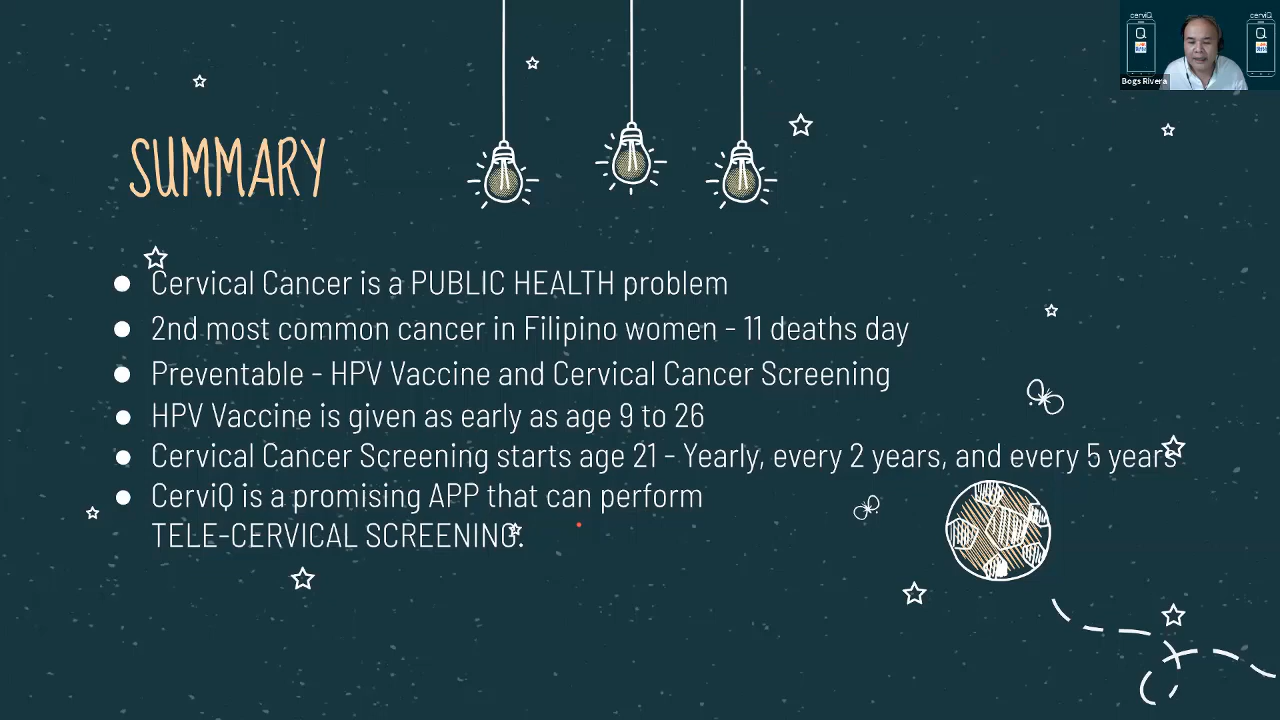 cerviQ
cerviQ
Q
Q
Bogs Rivera
SUMMARY
Cervical Cancer is a PUBLIC HEALTH problem
2nd most common cancer in Filipino women - 11 deaths day
Preventable - HPV Vaccine and Cervical Cancer Screening
HPV Vaccine is given as early as age 9 to 26
Cervical Cancer Screening starts age 21 - Yearly, every 2 years, and every 5 years
CerviQ is a promising APP that can perform
TELE-CERVICAL SCREENING.